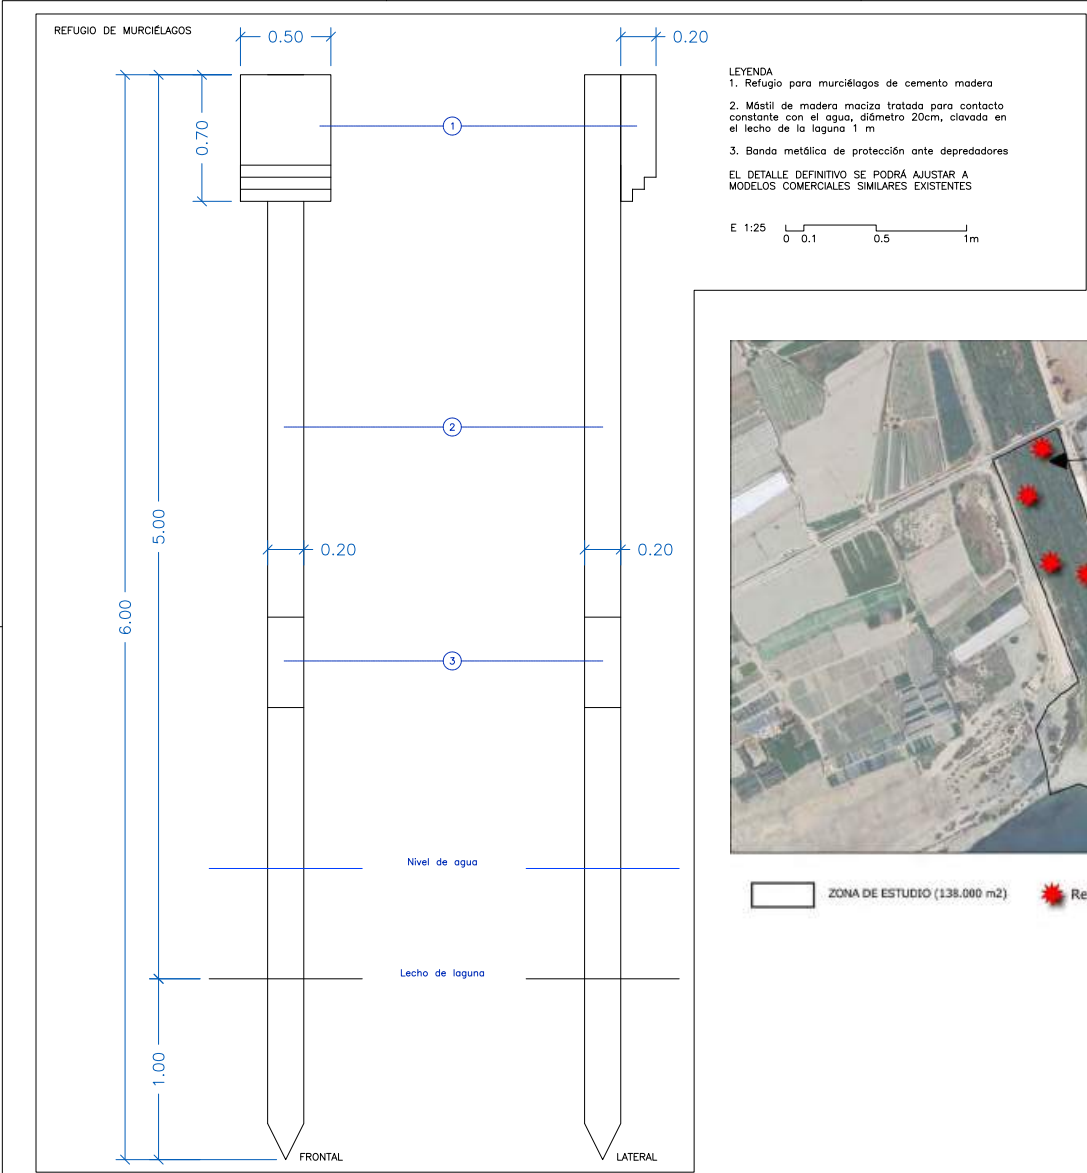 REFUGIO DE MURCIÉLAGOS
0.50
0.20
0.70
5.00
6.00
1.00
0.20
0.20
1
2
3
Nivel de agua
Lecho de laguna
FRONTAL
LATERAL
LEYENDA
1. Refugio para murciélagos de cemento madera
2. Mástil de madera maciza tratada para contacto
constante con el agua, diámetro 20cm, clavada en
el lecho de la laguna 1 m
3. Banda metálica de protección ante depredadores
EL DETALLE DEFINITIVO SE PODRÁ AJUSTAR A
MODELOS COMERCIALES SIMILARES EXISTENTES
E 1:25
0 0.1 0.5 1m
ZONA DE ESTUDIO (138.000 m2)
Re